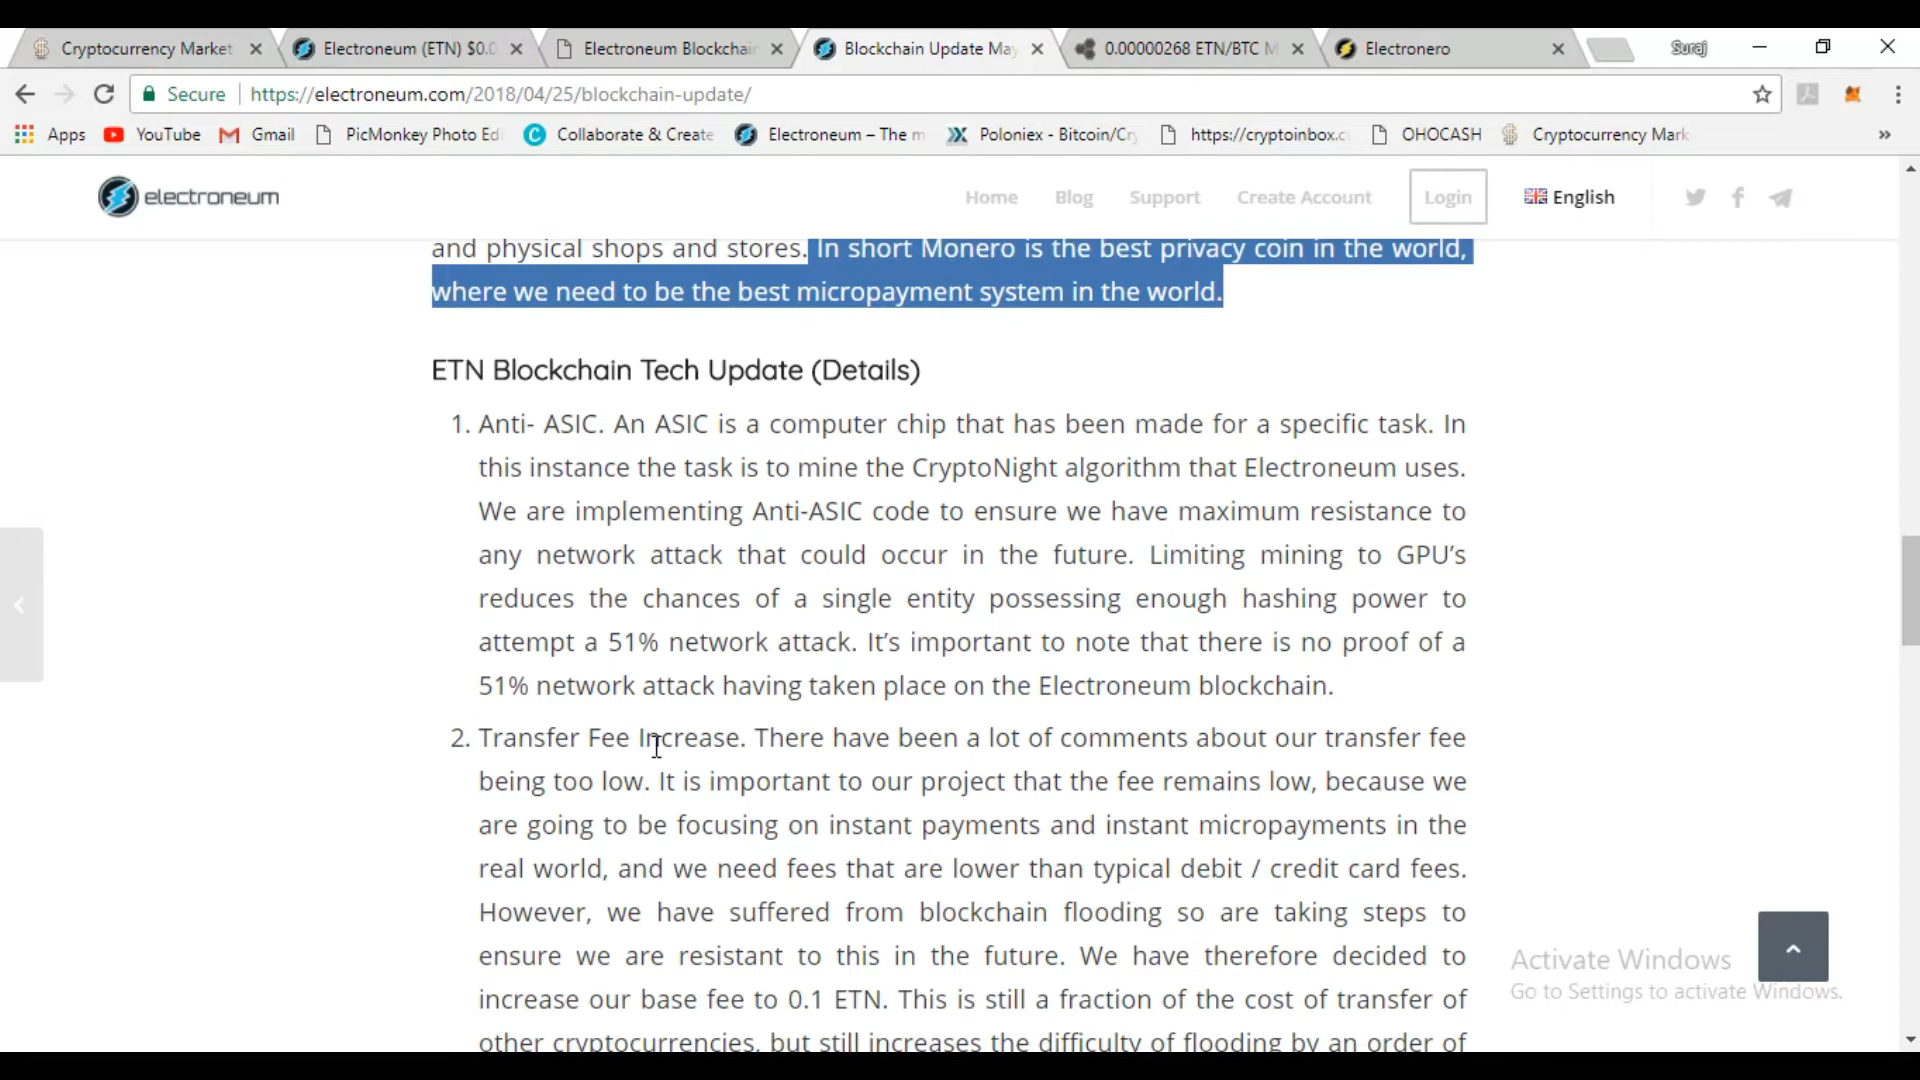 Cryptocurrency Market
Electroneum (ETN) $0.0
Electroneum Blockchain
Blockchain Update May
0.00000268 ETN/BTC M
Electronero
Suraj
Secure
https://electroneum.com/2018/04/25/blockchain-update/
Apps
YouTube
Gmail
PicMonkey Photo Edi
Collaborate & Create
Electroneum – The m
Poloniex - Bitcoin/Cry
https://cryptoinbox.c
OHOCASH
Cryptocurrency Mark
»
electroneum
Home
Blog
Support
Create Account
Login
English
and physical shops and stores. In short Monero is the best privacy coin in the world,
where we need to be the best micropayment system in the world.
ETN Blockchain Tech Update (Details)
1. Anti- ASIC. An ASIC is a computer chip that has been made for a specific task. In
this instance the task is to mine the CryptoNight algorithm that Electroneum uses.
We are implementing Anti-ASIC code to ensure we have maximum resistance to
any network attack that could occur in the future. Limiting mining to GPU’s
reduces the chances of a single entity possessing enough hashing power to
attempt a 51% network attack. It’s important to note that there is no proof of a
51% network attack having taken place on the Electroneum blockchain.
2. Transfer Fee Increase. There have been a lot of comments about our transfer fee
being too low. It is important to our project that the fee remains low, because we
are going to be focusing on instant payments and instant micropayments in the
real world, and we need fees that are lower than typical debit / credit card fees.
However, we have suffered from blockchain flooding so are taking steps to
ensure we are resistant to this in the future. We have therefore decided to
increase our base fee to 0.1 ETN. This is still a fraction of the cost of transfer of
other cryptocurrencies, but still increases the difficulty of flooding by an order of
Activate Windows
Go to Settings to activate Windows.